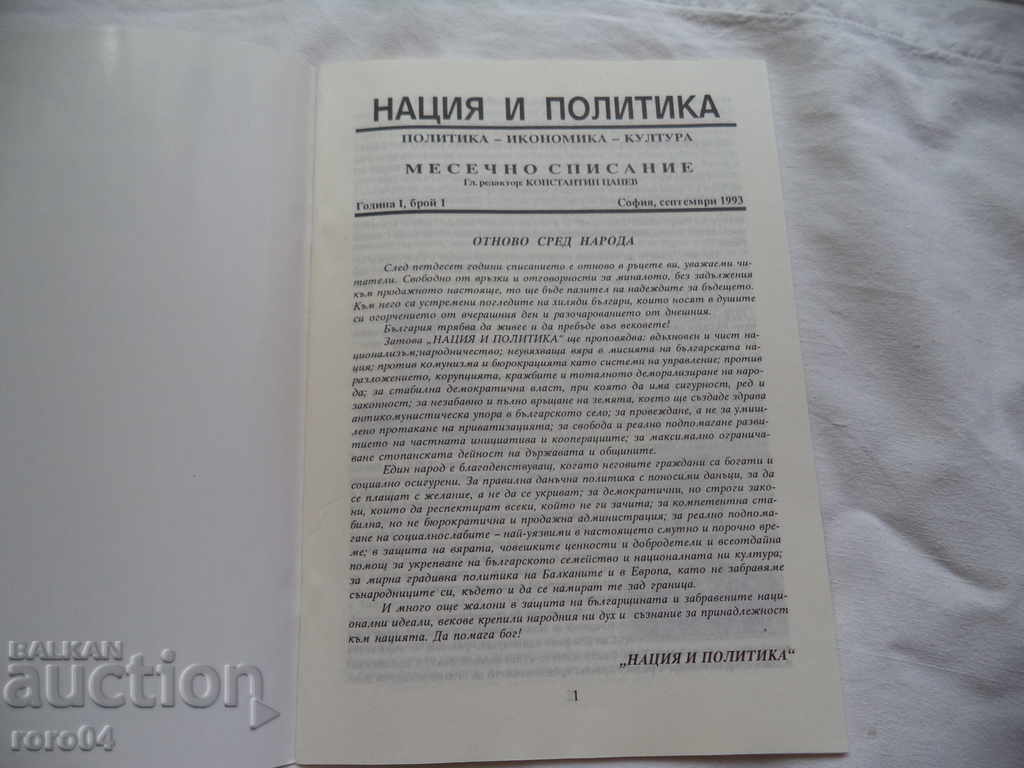 НАЦИЯ И ПОЛИТИКА
ПОЛИТИКА – ИКОНОМИКА – КУЛТУРА
МЕСЕЧНО СПИСАНИЕ
Гл. редактор: КОНСТАНТИН ЦАНЕВ
Година I, брой 1 София, септември 1993
ОТНОВО СРЕД НАРОДА
След петдесет години списанието е отново в ръцете ви, уважаеми чи-
татели. Свободно от връзки и отговорности за миналото, без задължения
към продажното настояще, то ще бъде пазител на надеждите за бъдещето.
Към него са устремени погледите на хиляди българи, които носят в душите
си огорчението от вчерашния ден и разочарованието от днешния.
България трябва да живее и да пребъде във вековете!
Затова „НАЦИЯ И ПОЛИТИКА“ ще проповядва: вдъхновен и чист на-
ционализъм;народничество; неувяхваща вяра в мисията на българската на-
ция; против комунизма и бюрокрацията като системи на управление; против
разложението, корупцията, кражбите и тоталното деморализиране на наро-
да; за стабилна демократична власт, при която да има сигурност, ред и
законност; за незабавно и пълно връщане на земята, което ще създаде здрава
антикомунистическа упора в българското село; за провеждане, а не за умиш-
лено протакане на приватизацията; за свобода и реално подпомагане разви-
тието на частната инициатива и кооперациите; за максимално огранича-
ване стопанската дейност на държавата и общините.
Един народ е благоденствуващ, когато неговите граждани са богати и
социално осигурени. За правилна данъчна политика с поносими данъци, за да
се плащат с желание, а не да се укриват; за демократични, но строги зако-
ни, които да респектират всеки, който не ги зачита; за компетентна ста-
билна, но не бюрократична и продажна администрация; за реално подпома-
гане на социалнослабите – най-уязвими в настоящето смутно и порочно вре-
ме; в защита на вярата, човешките ценности и добродетели и всеотдайна
помощ за укрепване на българското семейство и националната ни култура;
за мирна градивна политика на Балканите и в Европа, като не забравяме
сънародниците си, където и да се намират те зад граница.
И много още жалони в защита на българщината и забравените наци-
онални идеали, векове крепили народния ни дух и съзнание за принадлежност
към нацията. Да помага бог!
„НАЦИЯ И ПОЛИТИКА“
1
BALKAN
auction
roro04